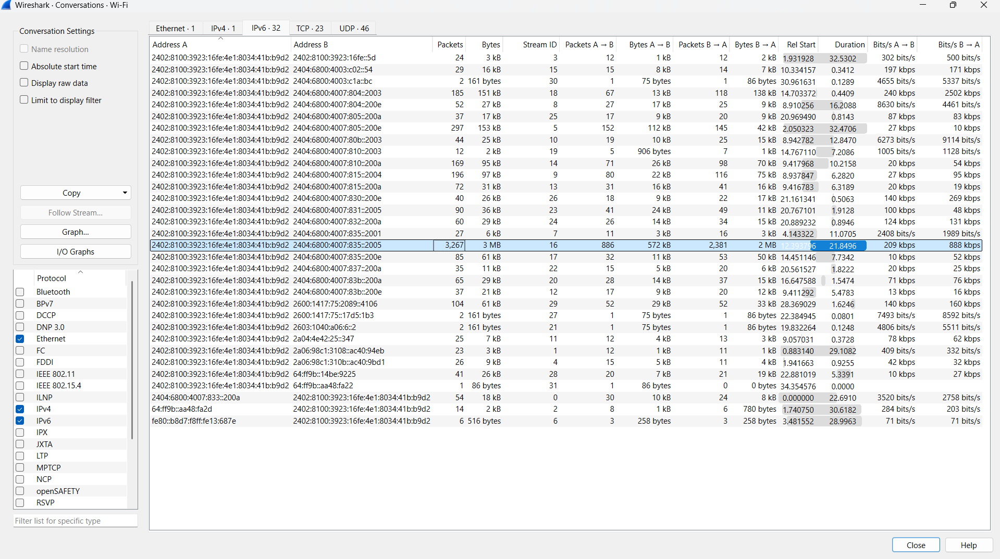 Wireshark · Conversations · Wi-Fi
Conversation Settings
Name resolution
Absolute start time
Display raw data
Limit to display filter
Copy
Follow Stream...
Graph...
I/O Graphs
Protocol
Bluetooth
BPv7
DCCP
DNP 3.0
Ethernet
FC
FDDI
IEEE 802.11
IEEE 802.15.4
ILNP
IPv4
IPv6
IPX
JXTA
LTP
MPTCP
NCP
openSAFETY
RSVP
Filter list for specific type
Ethernet · 1 IPv4 · 1 IPv6 · 32 TCP · 23 UDP · 46
Address A Address B Packets Bytes Stream ID Packets A → B Bytes A → B Packets B → A Bytes B → A Rel Start Duration Bits/s A → B Bits/s B → A
2402:8100:3923:16fe:4e1:8034:41b:b9d2 2402:8100:3923:16fe::5d 24 3 kB 3 12 1 kB 12 2 kB 1.931928 32.5302 302 bits/s 500 bits/s
2402:8100:3923:16fe:4e1:8034:41b:b9d2 2404:6800:4003:c02::54 29 16 kB 15 15 8 kB 14 7 kB 10.334157 0.3412 197 kbps 171 kbps
2402:8100:3923:16fe:4e1:8034:41b:b9d2 2404:6800:4003:c1a::bc 2 161 bytes 30 1 75 bytes 1 86 bytes 30.961631 0.1289 4655 bits/s 5337 bits/s
2402:8100:3923:16fe:4e1:8034:41b:b9d2 2404:6800:4007:804::2003 185 151 kB 18 67 13 kB 118 138 kB 14.703372 0.4409 240 kbps 2502 kbps
2402:8100:3923:16fe:4e1:8034:41b:b9d2 2404:6800:4007:804::200e 52 27 kB 8 27 17 kB 25 9 kB 8.910256 16.2088 8630 bits/s 4461 bits/s
2402:8100:3923:16fe:4e1:8034:41b:b9d2 2404:6800:4007:805::200a 37 17 kB 25 17 9 kB 20 9 kB 20.969490 0.8143 87 kbps 83 kbps
2402:8100:3923:16fe:4e1:8034:41b:b9d2 2404:6800:4007:805::200e 297 153 kB 5 152 112 kB 145 42 kB 2.050323 32.4706 27 kbps 10 kbps
2402:8100:3923:16fe:4e1:8034:41b:b9d2 2404:6800:4007:80b::2003 44 25 kB 10 19 10 kB 25 15 kB 8.942782 12.8470 6273 bits/s 9114 bits/s
2402:8100:3923:16fe:4e1:8034:41b:b9d2 2404:6800:4007:810::2003 12 2 kB 19 5 906 bytes 7 1 kB 14.767110 7.2086 1005 bits/s 1128 bits/s
2402:8100:3923:16fe:4e1:8034:41b:b9d2 2404:6800:4007:810::200a 169 95 kB 14 71 26 kB 98 70 kB 9.417968 10.2158 20 kbps 54 kbps
2402:8100:3923:16fe:4e1:8034:41b:b9d2 2404:6800:4007:815::2004 196 97 kB 9 80 22 kB 116 75 kB 8.937847 6.2820 27 kbps 95 kbps
2402:8100:3923:16fe:4e1:8034:41b:b9d2 2404:6800:4007:815::200a 72 31 kB 13 31 16 kB 41 16 kB 9.416783 6.3189 20 kbps 19 kbps
2402:8100:3923:16fe:4e1:8034:41b:b9d2 2404:6800:4007:830::200e 40 26 kB 26 18 9 kB 22 17 kB 21.161341 0.5063 140 kbps 269 kbps
2402:8100:3923:16fe:4e1:8034:41b:b9d2 2404:6800:4007:831::2005 90 36 kB 23 41 24 kB 49 11 kB 20.767101 1.9128 100 kbps 48 kbps
2402:8100:3923:16fe:4e1:8034:41b:b9d2 2404:6800:4007:832::200a 60 29 kB 24 26 14 kB 34 15 kB 20.889232 0.8946 124 kbps 131 kbps
2402:8100:3923:16fe:4e1:8034:41b:b9d2 2404:6800:4007:835::2001 27 6 kB 7 11 3 kB 16 3 kB 4.143322 11.0705 2408 bits/s 1989 bits/s
2402:8100:3923:16fe:4e1:8034:41b:b9d2 2404:6800:4007:835::2005 3,267 3 MB 16 886 572 kB 2,381 2 MB 12.393796 21.8496 209 kbps 888 kbps
2402:8100:3923:16fe:4e1:8034:41b:b9d2 2404:6800:4007:835::200e 85 61 kB 17 32 11 kB 53 50 kB 14.451146 7.7342 10 kbps 52 kbps
2402:8100:3923:16fe:4e1:8034:41b:b9d2 2404:6800:4007:837::200a 35 11 kB 22 15 5 kB 20 6 kB 20.561527 1.8222 20 kbps 25 kbps
2402:8100:3923:16fe:4e1:8034:41b:b9d2 2404:6800:4007:83b::200a 65 29 kB 20 28 14 kB 37 15 kB 16.647588 1.5474 71 kbps 76 kbps
2402:8100:3923:16fe:4e1:8034:41b:b9d2 2404:6800:4007:83b::200e 37 21 kB 12 17 9 kB 20 12 kB 9.411292 5.4783 13 kbps 16 kbps
2402:8100:3923:16fe:4e1:8034:41b:b9d2 2600:1417:75:2089::4106 104 61 kB 29 52 29 kB 52 33 kB 28.369029 1.6246 140 kbps 160 kbps
2402:8100:3923:16fe:4e1:8034:41b:b9d2 2600:1417:75::17d5:1b3 2 161 bytes 27 1 75 bytes 1 86 bytes 22.384945 0.0801 7493 bits/s 8592 bits/s
2402:8100:3923:16fe:4e1:8034:41b:b9d2 2603:1040:a06:6::2 2 161 bytes 21 1 75 bytes 1 86 bytes 19.832264 0.1248 4806 bits/s 5511 bits/s
2402:8100:3923:16fe:4e1:8034:41b:b9d2 2a04:4e42:25::347 25 7 kB 11 12 4 kB 13 3 kB 9.057031 0.3728 78 kbps 62 kbps
2402:8100:3923:16fe:4e1:8034:41b:b9d2 2a06:98c1:3108::ac40:94eb 23 3 kB 1 12 1 kB 11 1 kB 0.883140 29.1082 409 bits/s 332 bits/s
2402:8100:3923:16fe:4e1:8034:41b:b9d2 2a06:98c1:310b::ac40:9bd1 26 9 kB 4 15 5 kB 11 4 kB 1.941663 0.9255 42 kbps 32 kbps
2402:8100:3923:16fe:4e1:8034:41b:b9d2 64:ff9b::14be:9225 41 26 kB 28 20 7 kB 21 19 kB 22.881019 5.3391 10 kbps 27 kbps
2402:8100:3923:16fe:4e1:8034:41b:b9d2 64:ff9b::aa48:fa22 1 86 bytes 31 1 86 bytes 0 0 bytes 34.354576 0.0000
2404:6800:4007:833::200a 2402:8100:3923:16fe:4e1:8034:41b:b9d2 54 18 kB 0 30 10 kB 24 8 kB 0.000000 22.6910 3520 bits/s 2758 bits/s
64:ff9b::aa48:fa2d 2402:8100:3923:16fe:4e1:8034:41b:b9d2 14 2 kB 2 8 1 kB 6 780 bytes 1.740750 30.6182 284 bits/s 203 bits/s
fe80::b8d7:f8ff:fe13:687e 2402:8100:3923:16fe:4e1:8034:41b:b9d2 6 516 bytes 6 3 258 bytes 3 258 bytes 3.481552 28.9963 71 bits/s 71 bits/s
Close Help